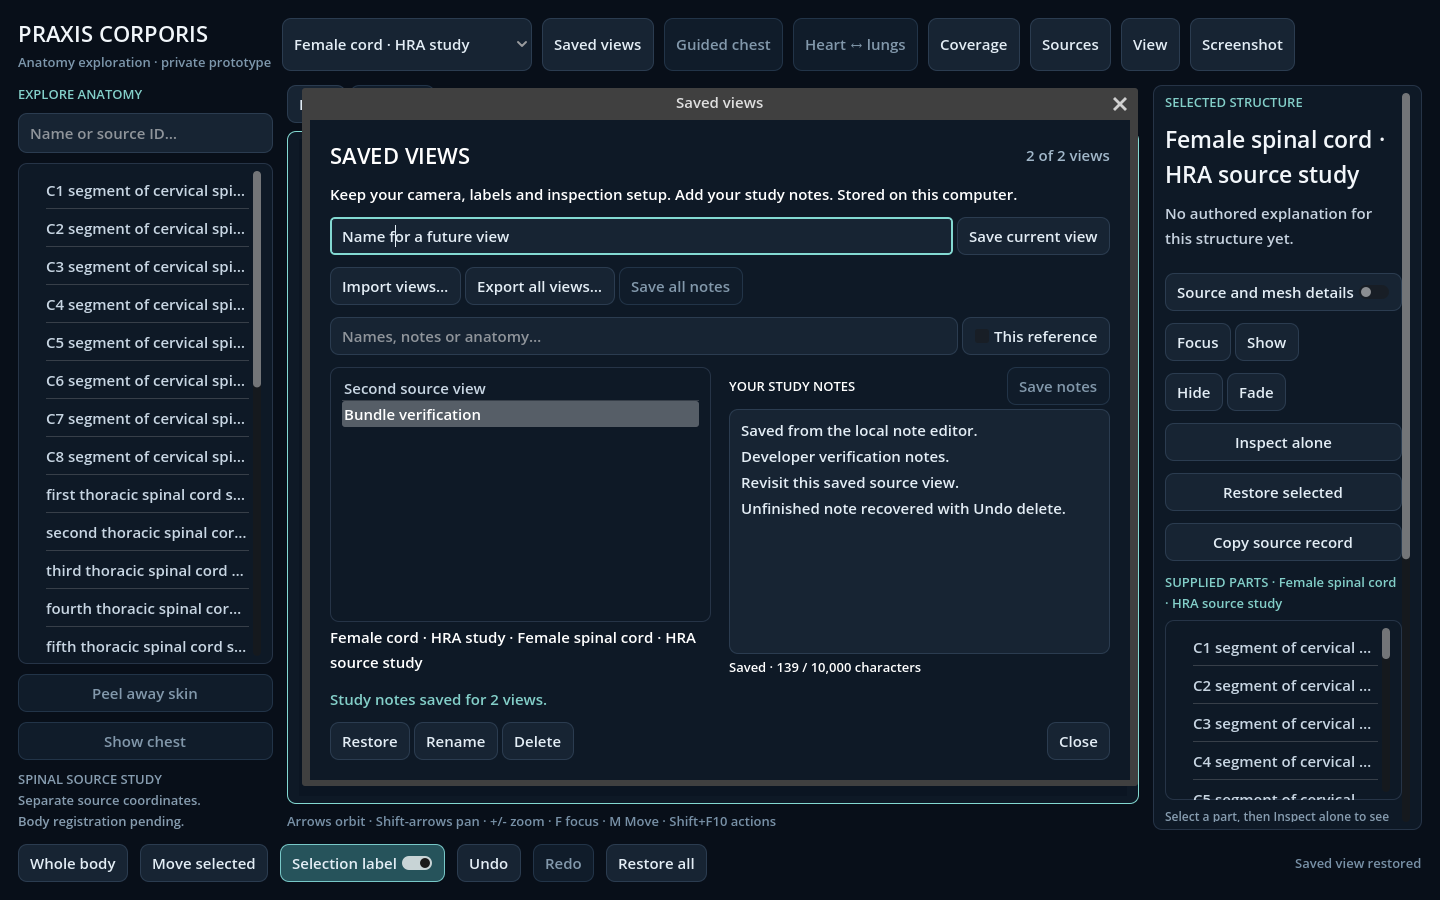 PRAXIS CORPORIS
Anatomy exploration · private prototype
Female cord · HRA study
Saved views
Guided chest
Heart ↔ lungs
Coverage
Sources
View
Screenshot
EXPLORE ANATOMY
Name or source ID...
C1 segment of cervical spi...
C2 segment of cervical spi...
C3 segment of cervical spi...
C4 segment of cervical spi...
C5 segment of cervical spi...
C6 segment of cervical spi...
C7 segment of cervical spi...
C8 segment of cervical spi...
first thoracic spinal cord s...
second thoracic spinal cor...
third thoracic spinal cord ...
fourth thoracic spinal cor...
fifth thoracic spinal cord s...
Peel away skin
Show chest
SPINAL SOURCE STUDY
Separate source coordinates.
Body registration pending.
Saved views
SAVED VIEWS
2 of 2 views
Keep your camera, labels and inspection setup. Add your study notes. Stored on this computer.
Name for a future view
Save current view
Import views...
Export all views...
Save all notes
Names, notes or anatomy...
This reference
Second source view
Bundle verification
YOUR STUDY NOTES
Save notes
Saved from the local note editor.
Developer verification notes.
Revisit this saved source view.
Unfinished note recovered with Undo delete.
Female cord · HRA study · Female spinal cord · HRA
source study
Saved · 139 / 10,000 characters
Study notes saved for 2 views.
Restore
Rename
Delete
Close
Arrows orbit · Shift-arrows pan · +/- zoom · F focus · M Move · Shift+F10 actions
SELECTED STRUCTURE
Female spinal cord ·
HRA source study
No authored explanation for
this structure yet.
Source and mesh details
Focus
Show
Hide
Fade
Inspect alone
Restore selected
Copy source record
SUPPLIED PARTS · Female spinal cord
· HRA source study
C1 segment of cervical ...
C2 segment of cervical ...
C3 segment of cervical ...
C4 segment of cervical ...
C5 segment of cervical ...
Select a part, then Inspect alone to see
Whole body
Move selected
Selection label
Undo
Redo
Restore all
Saved view restored